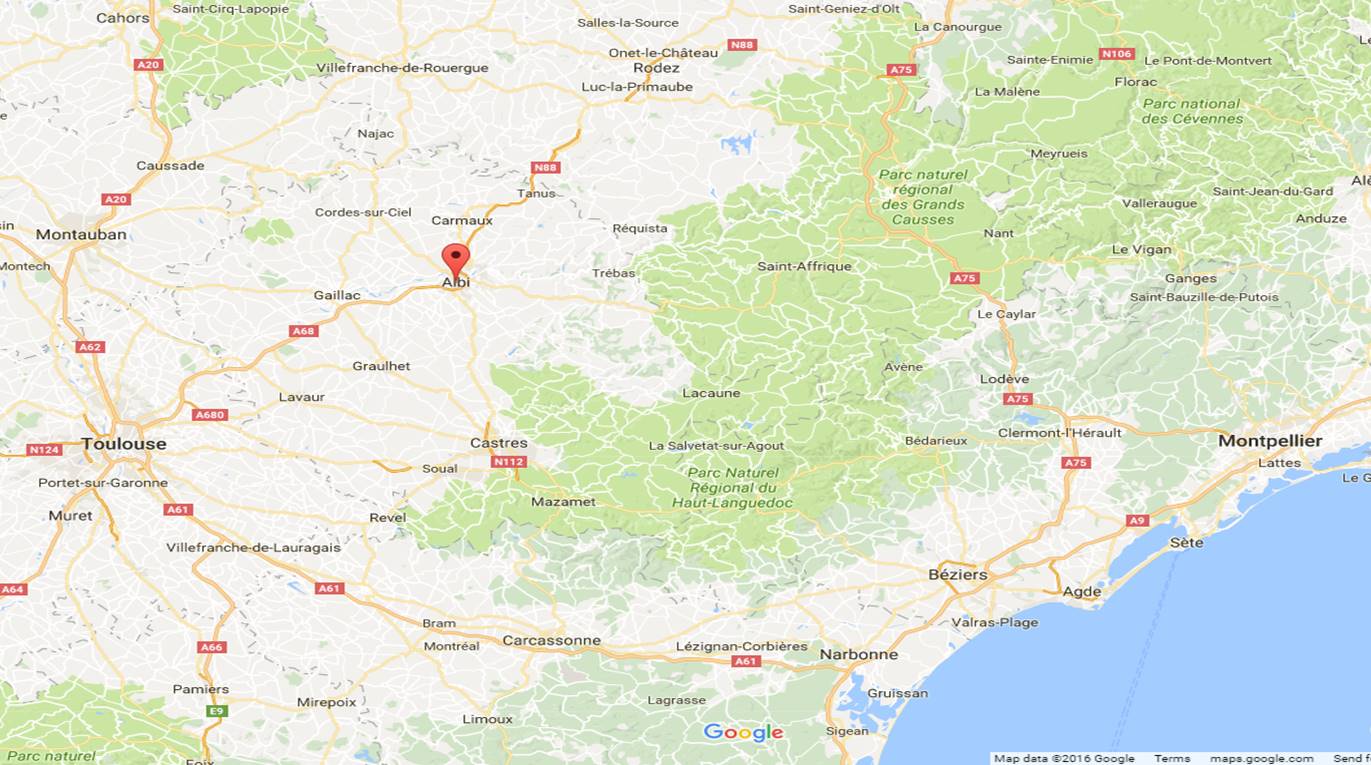 Cahors
Saint-Cirq-Lapopie
Salles-la-Source
Saint-Geniez-d'Olt
La Canourgue
Onet-le-Château
N88
N106
A20
Villefranche-de-Rouergue
Rodez
A75
Sainte-Enimie
Le Pont-de-Montvert
Luc-la-Primaube
La Malène
Florac
Parc national
des Cévennes
Najac
Caussade
N88
Meyrueis
Parc naturel
régional
des Grands
Causses
A20
Tanus
Saint-Jean-du-Gard
Valleraugue
Cordes-sur-Ciel
Carmaux
Anduze
Montauban
Réquista
Nant
Le Vigan
Montech
Albi
Trébas
Saint-Affrique
A75
Ganges
Gaillac
Saint-Bauzille-de-Putois
Le Caylar
A68
A62
Graulhet
Avène
Lodève
Lavaur
Lacaune
A75
A680
Toulouse
N124
Castres
La Salvetat-sur-Agout
Bédarieux
Clermont-l'Hérault
Montpellier
Soual
N112
A75
Lattes
Parc Naturel
Régional du
Haut-Languedoc
Portet-sur-Garonne
Mazamet
A61
Muret
Revel
A9
Villefranche-de-Lauragais
Sète
Béziers
A64
A61
Agde
Bram
Valras-Plage
A66
Montréal
Carcassonne
Lézignan-Corbières
Narbonne
A61
Pamiers
Mirepoix
Lagrasse
Gruissan
E9
Limoux
Sigean
Parc naturel
Foix
Google
Map data ©2016 Google
Terms
maps.google.com
Send f